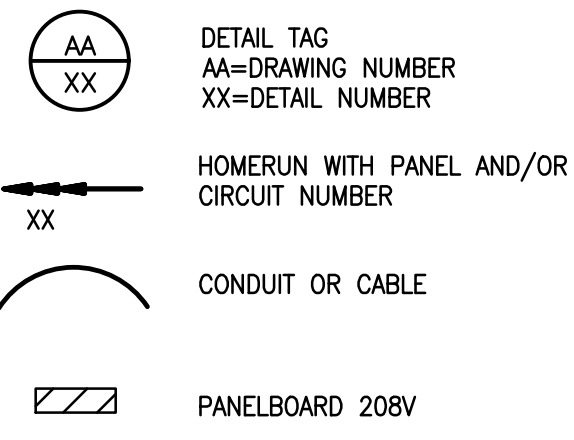 AA
XX
DETAIL TAG
AA=DRAWING NUMBER
XX=DETAIL NUMBER
XX
HOMERUN WITH PANEL AND/OR
CIRCUIT NUMBER
CONDUIT OR CABLE
PANELBOARD 208V